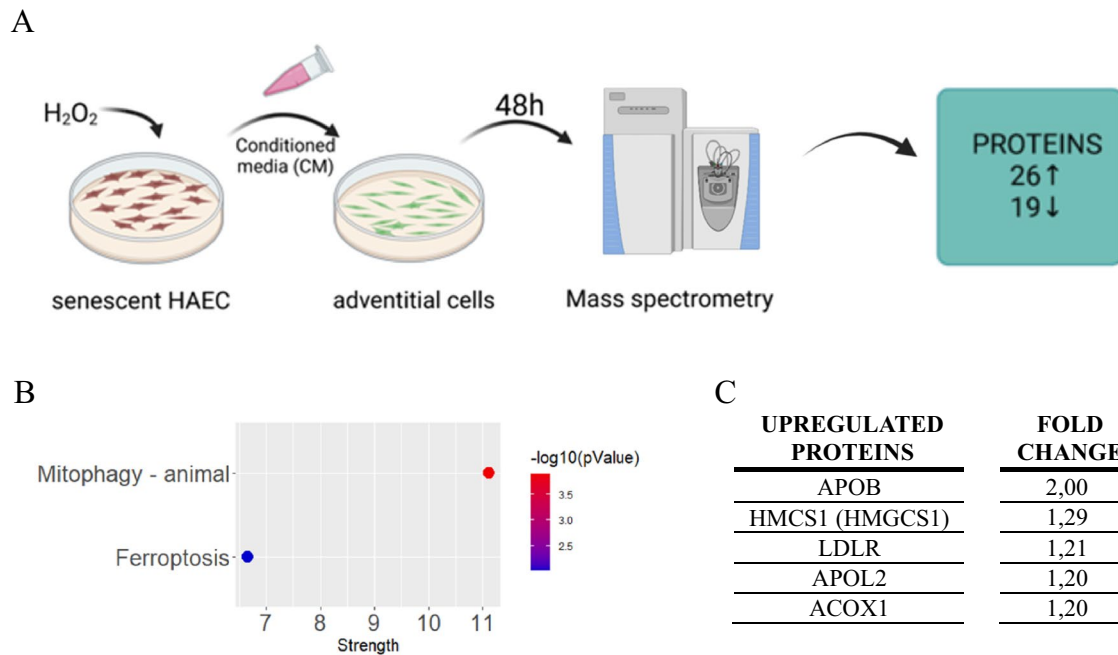 A
H₂O₂
Conditioned
media (CM)
48h
PROTEINS
26↑
19↓
senescent HAEC
adventitial cells
Mass spectrometry
B
Mitophagy - animal
Ferroptosis
7 8 9 10 11
Strength
-log10(pValue)
3.5
3.0
2.5
C
UPREGULATED PROTEINS FOLD CHANGE
APOB 2,00
HMCS1 (HMGCS1) 1,29
LDLR 1,21
APOL2 1,20
ACOX1 1,20